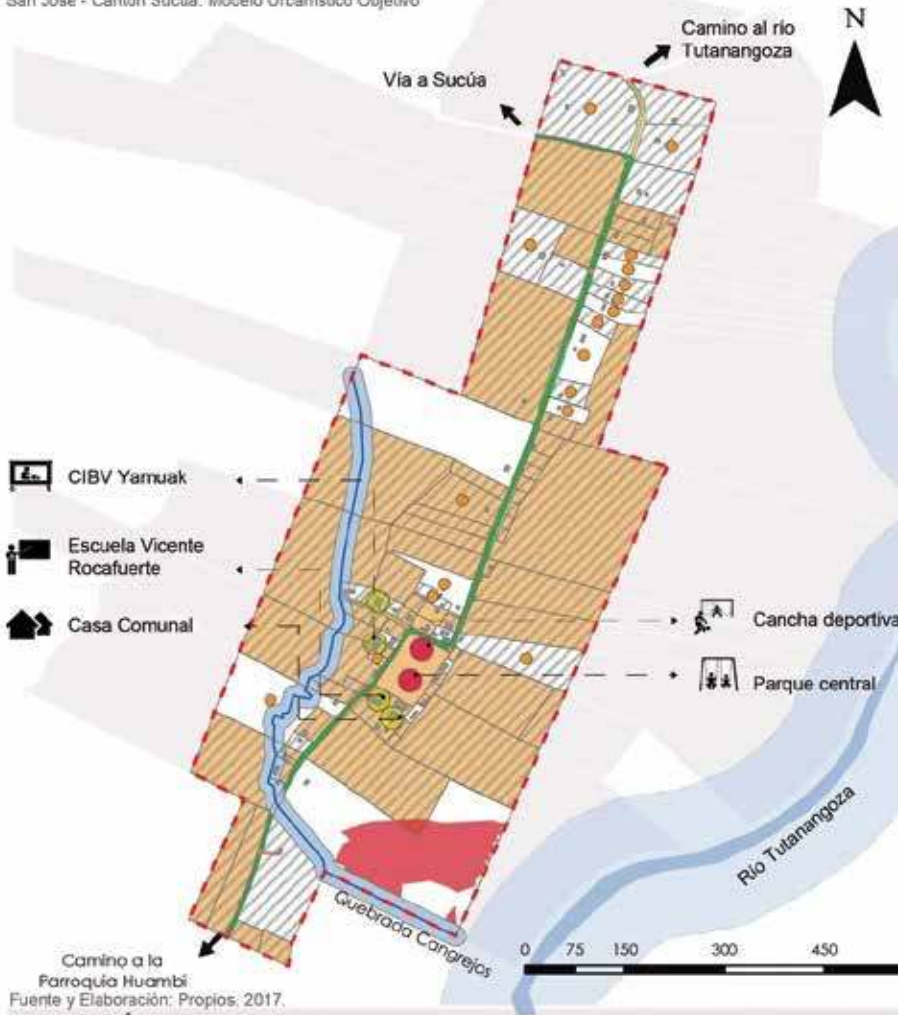 San José - Cantón Sucúa: Modelo Urbanístico Objetivo
N
Camino al río
Tutanangoza
Vía a Sucúa
CIBV Yamuak
Escuela Vicente
Rocafuerte
Casa Comunal
Cancha deportiva
Parque central
Río Tutanangoza
Quebrada Cangrejos
0 75 150 300 450
Camino a la
Parroquia Huambi
Fuente y Elaboración: Propios, 2017.